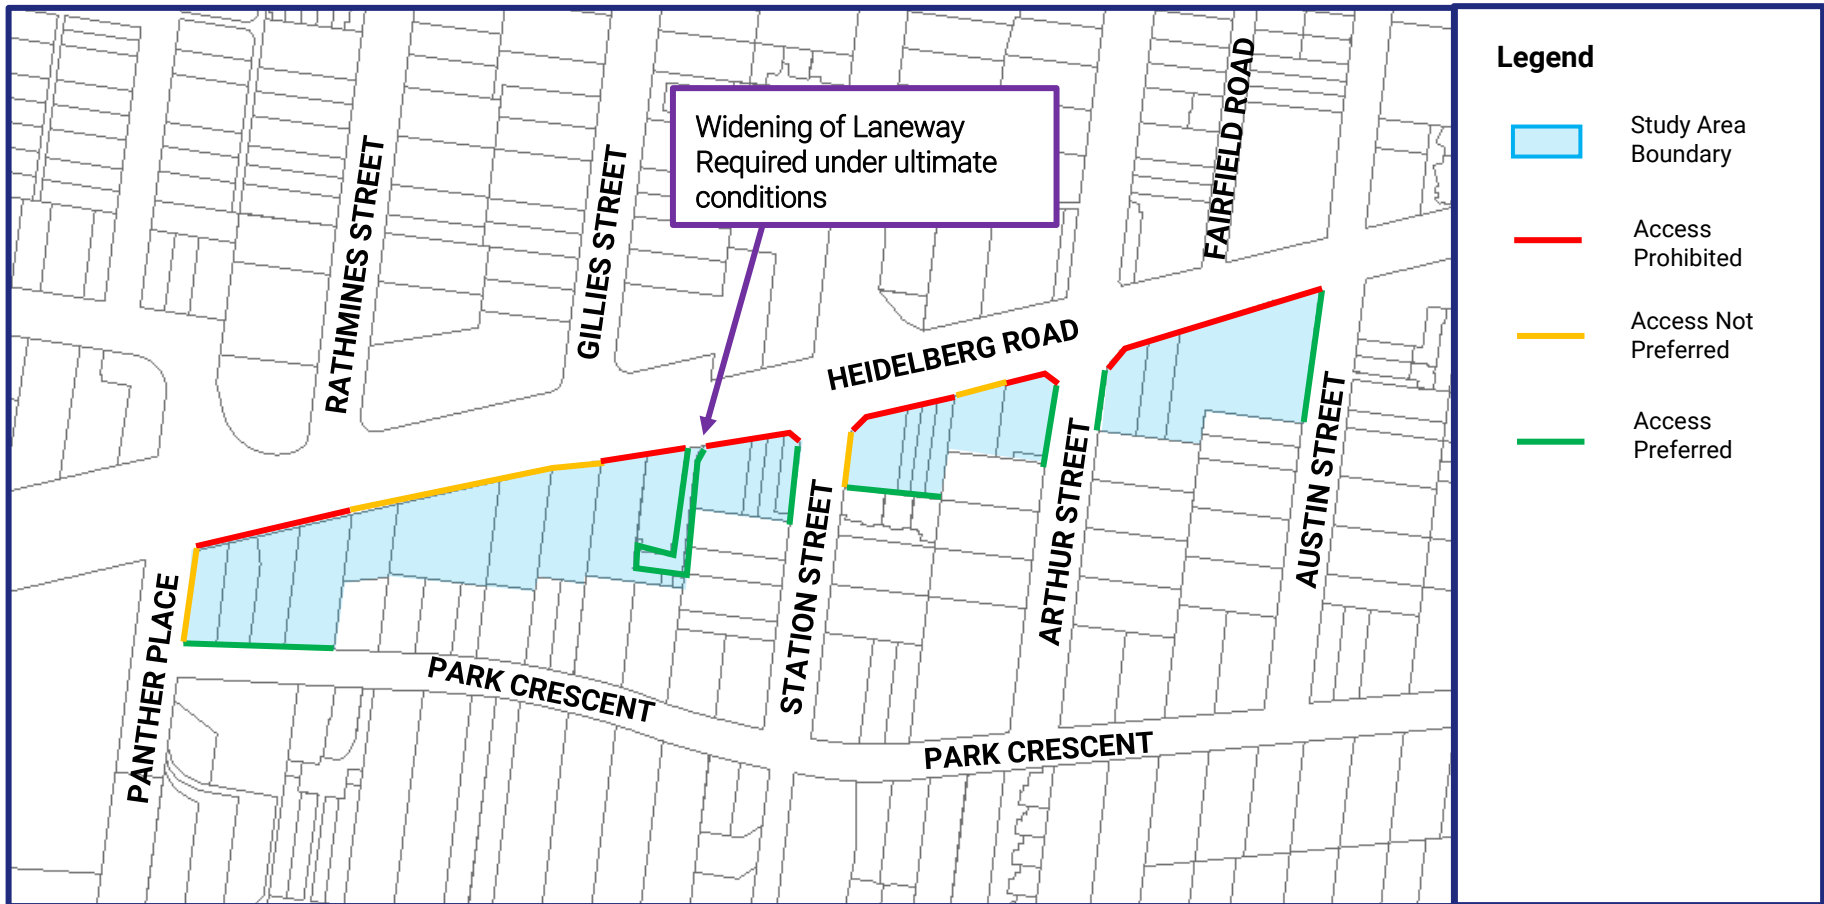 Widening of Laneway
Required under ultimate
conditions
RATHMINES STREET
GILLIES STREET
FAIRFIELD ROAD
HEIDELBERG ROAD
PANTHER PLACE
PARK CRESCENT
STATION STREET
ARTHUR STREET
AUSTIN STREET
PARK CRESCENT
Legend
Study Area
Boundary
Access
Prohibited
Access Not
Preferred
Access
Preferred